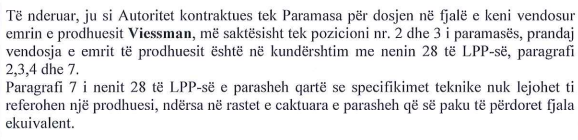 Të nderuar, ju si Autoritet kontraktues tek Paramasa për dosjen në fjalë e keni vendosur
emrin e prodhuesit Viessman, më saktësisht tek pozicioni nr. 2 dhe 3 i paramasës, prandaj
vendosja e emrit të prodhuesit është në kundërshtim me nenin 28 të LPP-së, paragrafi
2,3,4 dhe 7.
Paragrafi 7 i nenit 28 të LPP-së e parasheh qartë se specifikimet teknike nuk lejohet ti
referohen një prodhuesi, ndërsa në rastet e caktuara e parasheh që së paku të përdoret fjala
ekuivalent.